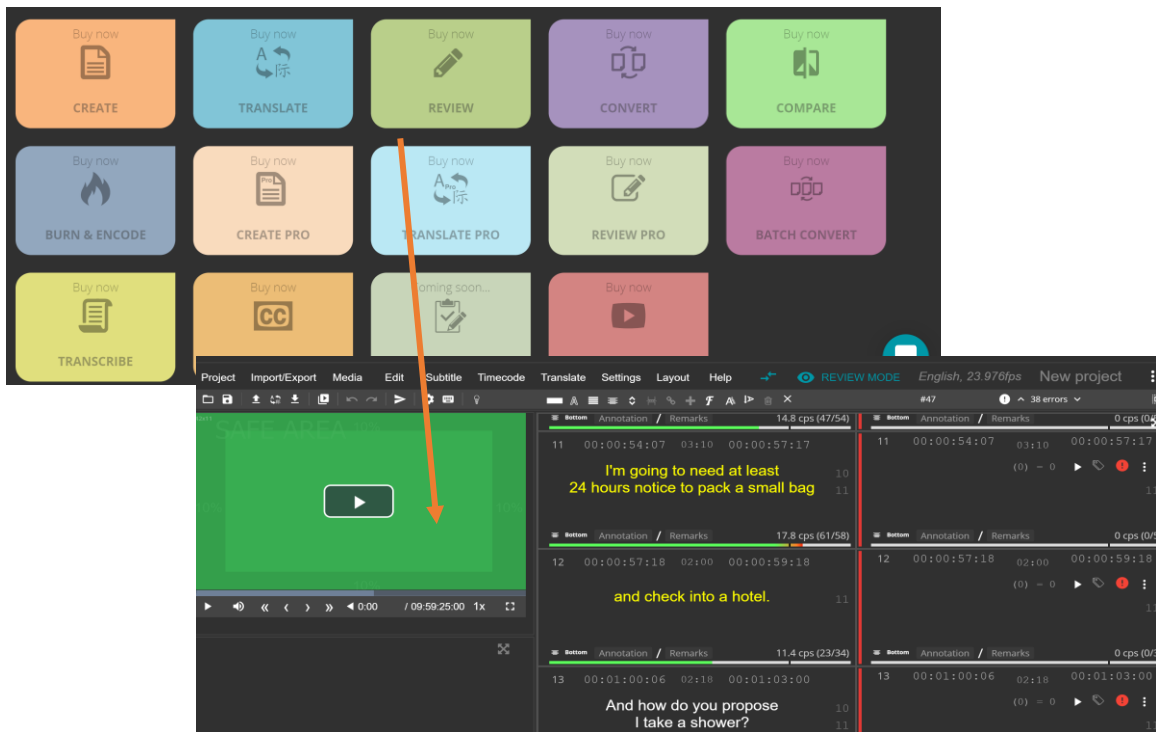 Buy now Buy now Buy now Buy now Buy now
CREATE TRANSLATE REVIEW CONVERT COMPARE
Buy now Buy now Buy now Buy now Buy now
BURN & ENCODE CREATE PRO TRANSLATE PRO REVIEW PRO BATCH CONVERT
Buy now Buy now Coming soon... Buy now
CC
TRANSCRIBE
Project Import/Export Media Edit Subtitle Timecode Translate Settings Layout Help REVIEW MODE English, 23.976fps New project
#47 38 errors
SAFE AREA
Bottom Annotation / Remarks 14.8 cps (47/54) Bottom Annotation / Remarks 0 cps
11 00:00:54:07 03:10 00:00:57:17 11 00:00:54:07 03:10 00:00:57:17
(0) - 0
I'm going to need at least 10
24 hours notice to pack a small bag 11 11
Bottom Annotation / Remarks 17.8 cps (61/58) Bottom Annotation / Remarks 0 cps
12 00:00:57:18 02:00 00:00:59:18 12 00:00:57:18 02:00 00:00:59:18
(0) - 0
and check into a hotel. 11
0:00 / 09:59:25:00 1x
Bottom Annotation / Remarks 11.4 cps (23/34) Bottom Annotation / Remarks 0 cps
13 00:01:00:06 02:18 00:01:03:00 13 00:01:00:06 02:18 00:01:03:00
(0) = 0
And how do you propose 10
I take a shower? 11